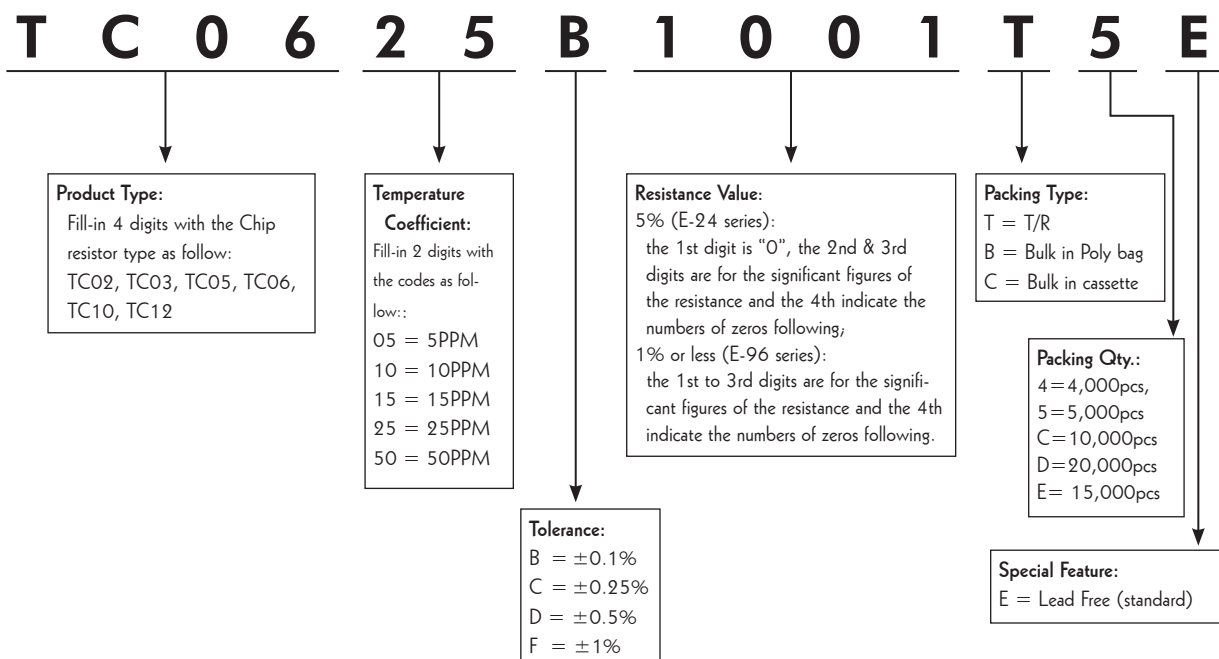 T C 0 6 2 5 B 1 0 0 1 T 5 E
Product Type:
Fill-in 4 digits with the Chip
resistor type as follow:
TC02, TC03, TC05, TC06,
TC10, TC12
Temperature
Coefficient:
Fill-in 2 digits with
the codes as fol-
low::
05 = 5PPM
10 = 10PPM
15 = 15PPM
25 = 25PPM
50 = 50PPM
Tolerance:
B = ±0.1%
C = ±0.25%
D = ±0.5%
F = ±1%
Resistance Value:
5% (E-24 series):
the 1st digit is “0”, the 2nd & 3rd
digits are for the significant figures of
the resistance and the 4th indicate the
numbers of zeros following;
1% or less (E-96 series):
the 1st to 3rd digits are for the signifi-
cant figures of the resistance and the 4th
indicate the numbers of zeros following.
Packing Type:
T = T/R
B = Bulk in Poly bag
C = Bulk in cassette
Packing Qty.:
4=4,000pcs,
5=5,000pcs
C=10,000pcs
D=20,000pcs
E= 15,000pcs
Special Feature:
E = Lead Free (standard)